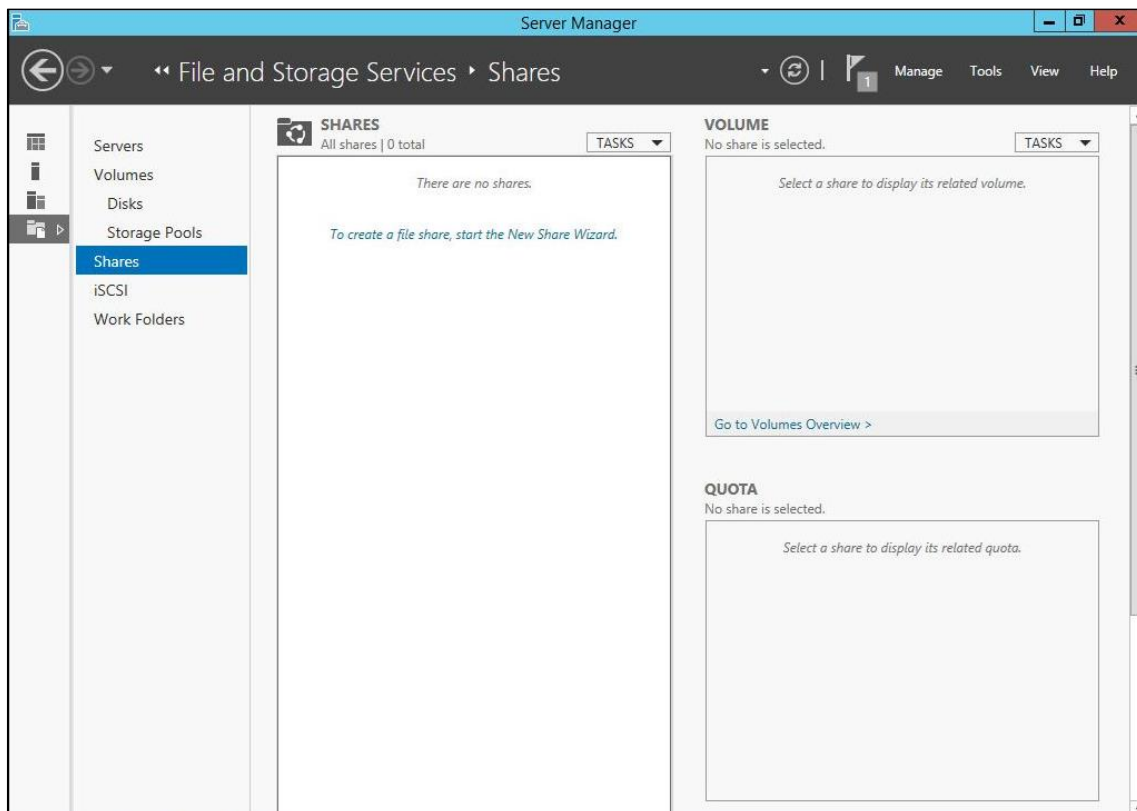 Server Manager
File and Storage Services ‣ Shares
1
Manage
Tools
View
Help
Servers
Volumes
Disks
Storage Pools
Shares
iSCSI
Work Folders
SHARES
All shares | 0 total
TASKS
There are no shares.
To create a file share, start the New Share Wizard.
VOLUME
No share is selected.
TASKS
Select a share to display its related volume.
Go to Volumes Overview >
QUOTA
No share is selected.
Select a share to display its related quota.